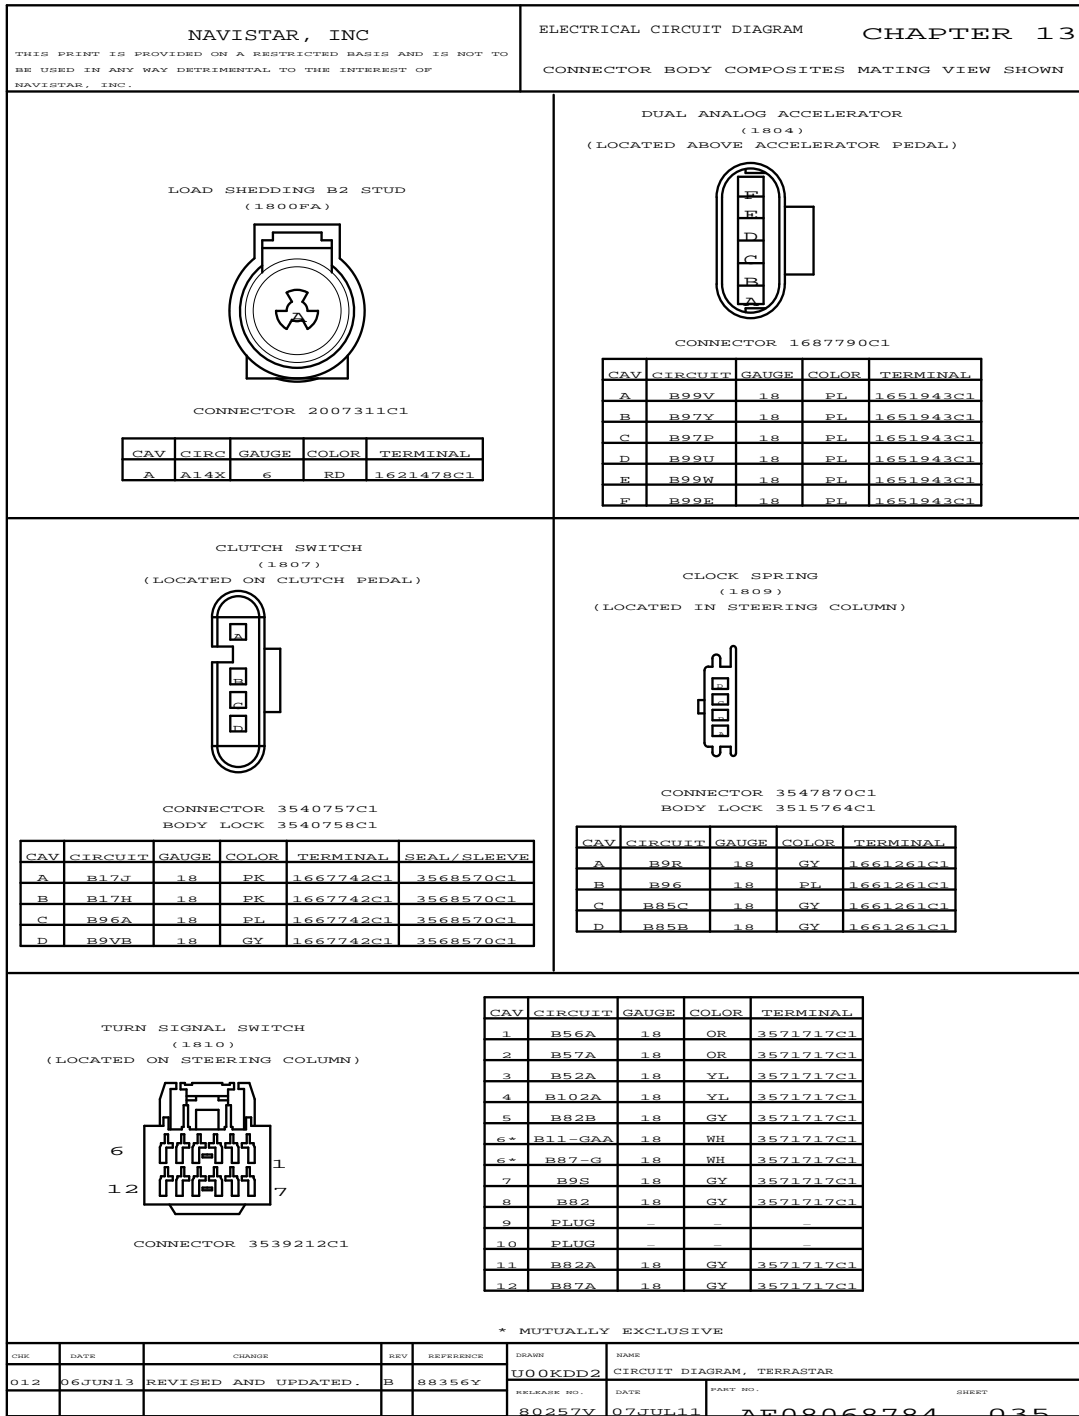 NAVISTAR, INC
THIS PRINT IS PROVIDED ON A RESTRICTED BASIS AND IS NOT TO
BE USED IN ANY WAY DETRIMENTAL TO THE INTEREST OF
NAVISTAR, INC.
ELECTRICAL CIRCUIT DIAGRAM CHAPTER 13
CONNECTOR BODY COMPOSITES MATING VIEW SHOWN
LOAD SHEDDING B2 STUD
(1800FA)
A
CONNECTOR 2007311C1
CAV CIRC GAUGE COLOR TERMINAL
A A14X 6 RD 1621478C1
DUAL ANALOG ACCELERATOR
(1804)
(LOCATED ABOVE ACCELERATOR PEDAL)
F
E
D
C
B
A
CONNECTOR 1687790C1
CAV CIRCUIT GAUGE COLOR TERMINAL
A B99V 18 PL 1651943C1
B B97Y 18 PL 1651943C1
C B97P 18 PL 1651943C1
D B99U 18 PL 1651943C1
E B99W 18 PL 1651943C1
F B99E 18 PL 1651943C1
CLUTCH SWITCH
(1807)
(LOCATED ON CLUTCH PEDAL)
A
B
C
D
CONNECTOR 3540757C1
BODY LOCK 3540758C1
CAV CIRCUIT GAUGE COLOR TERMINAL SEAL/SLEEVE
A B17J 18 PK 1667742C1 3568570C1
B B17H 18 PK 1667742C1 3568570C1
C B96A 18 PL 1667742C1 3568570C1
D B9VB 18 GY 1667742C1 3568570C1
CLOCK SPRING
(1809)
(LOCATED IN STEERING COLUMN)
D
C
B
A
CONNECTOR 3547870C1
BODY LOCK 3515764C1
CAV CIRCUIT GAUGE COLOR TERMINAL
A B9R 18 GY 1661261C1
B B96 18 PL 1661261C1
C B85C 18 GY 1661261C1
D B85B 18 GY 1661261C1
TURN SIGNAL SWITCH
(1810)
(LOCATED ON STEERING COLUMN)
6 1
12 7
CONNECTOR 3539212C1
CAV CIRCUIT GAUGE COLOR TERMINAL
1 B56A 18 OR 3571717C1
2 B57A 18 OR 3571717C1
3 B52A 18 YL 3571717C1
4 B102A 18 YL 3571717C1
5 B82B 18 GY 3571717C1
6* B11-GAA 18 WH 3571717C1
6* B87-G 18 WH 3571717C1
7 B9S 18 GY 3571717C1
8 B82 18 GY 3571717C1
9 PLUG - - -
10 PLUG - - -
11 B82A 18 GY 3571717C1
12 B87A 18 GY 3571717C1
* MUTUALLY EXCLUSIVE
CHK DATE CHANGE REV REFERENCE
012 06JUN13 REVISED AND UPDATED. B 88356Y
DRAWN NAME
U00KDD2 CIRCUIT DIAGRAM, TERRASTAR
RELEASE NO. DATE PART NO. SHEET
80257V 07JUL11 AE08068784 035